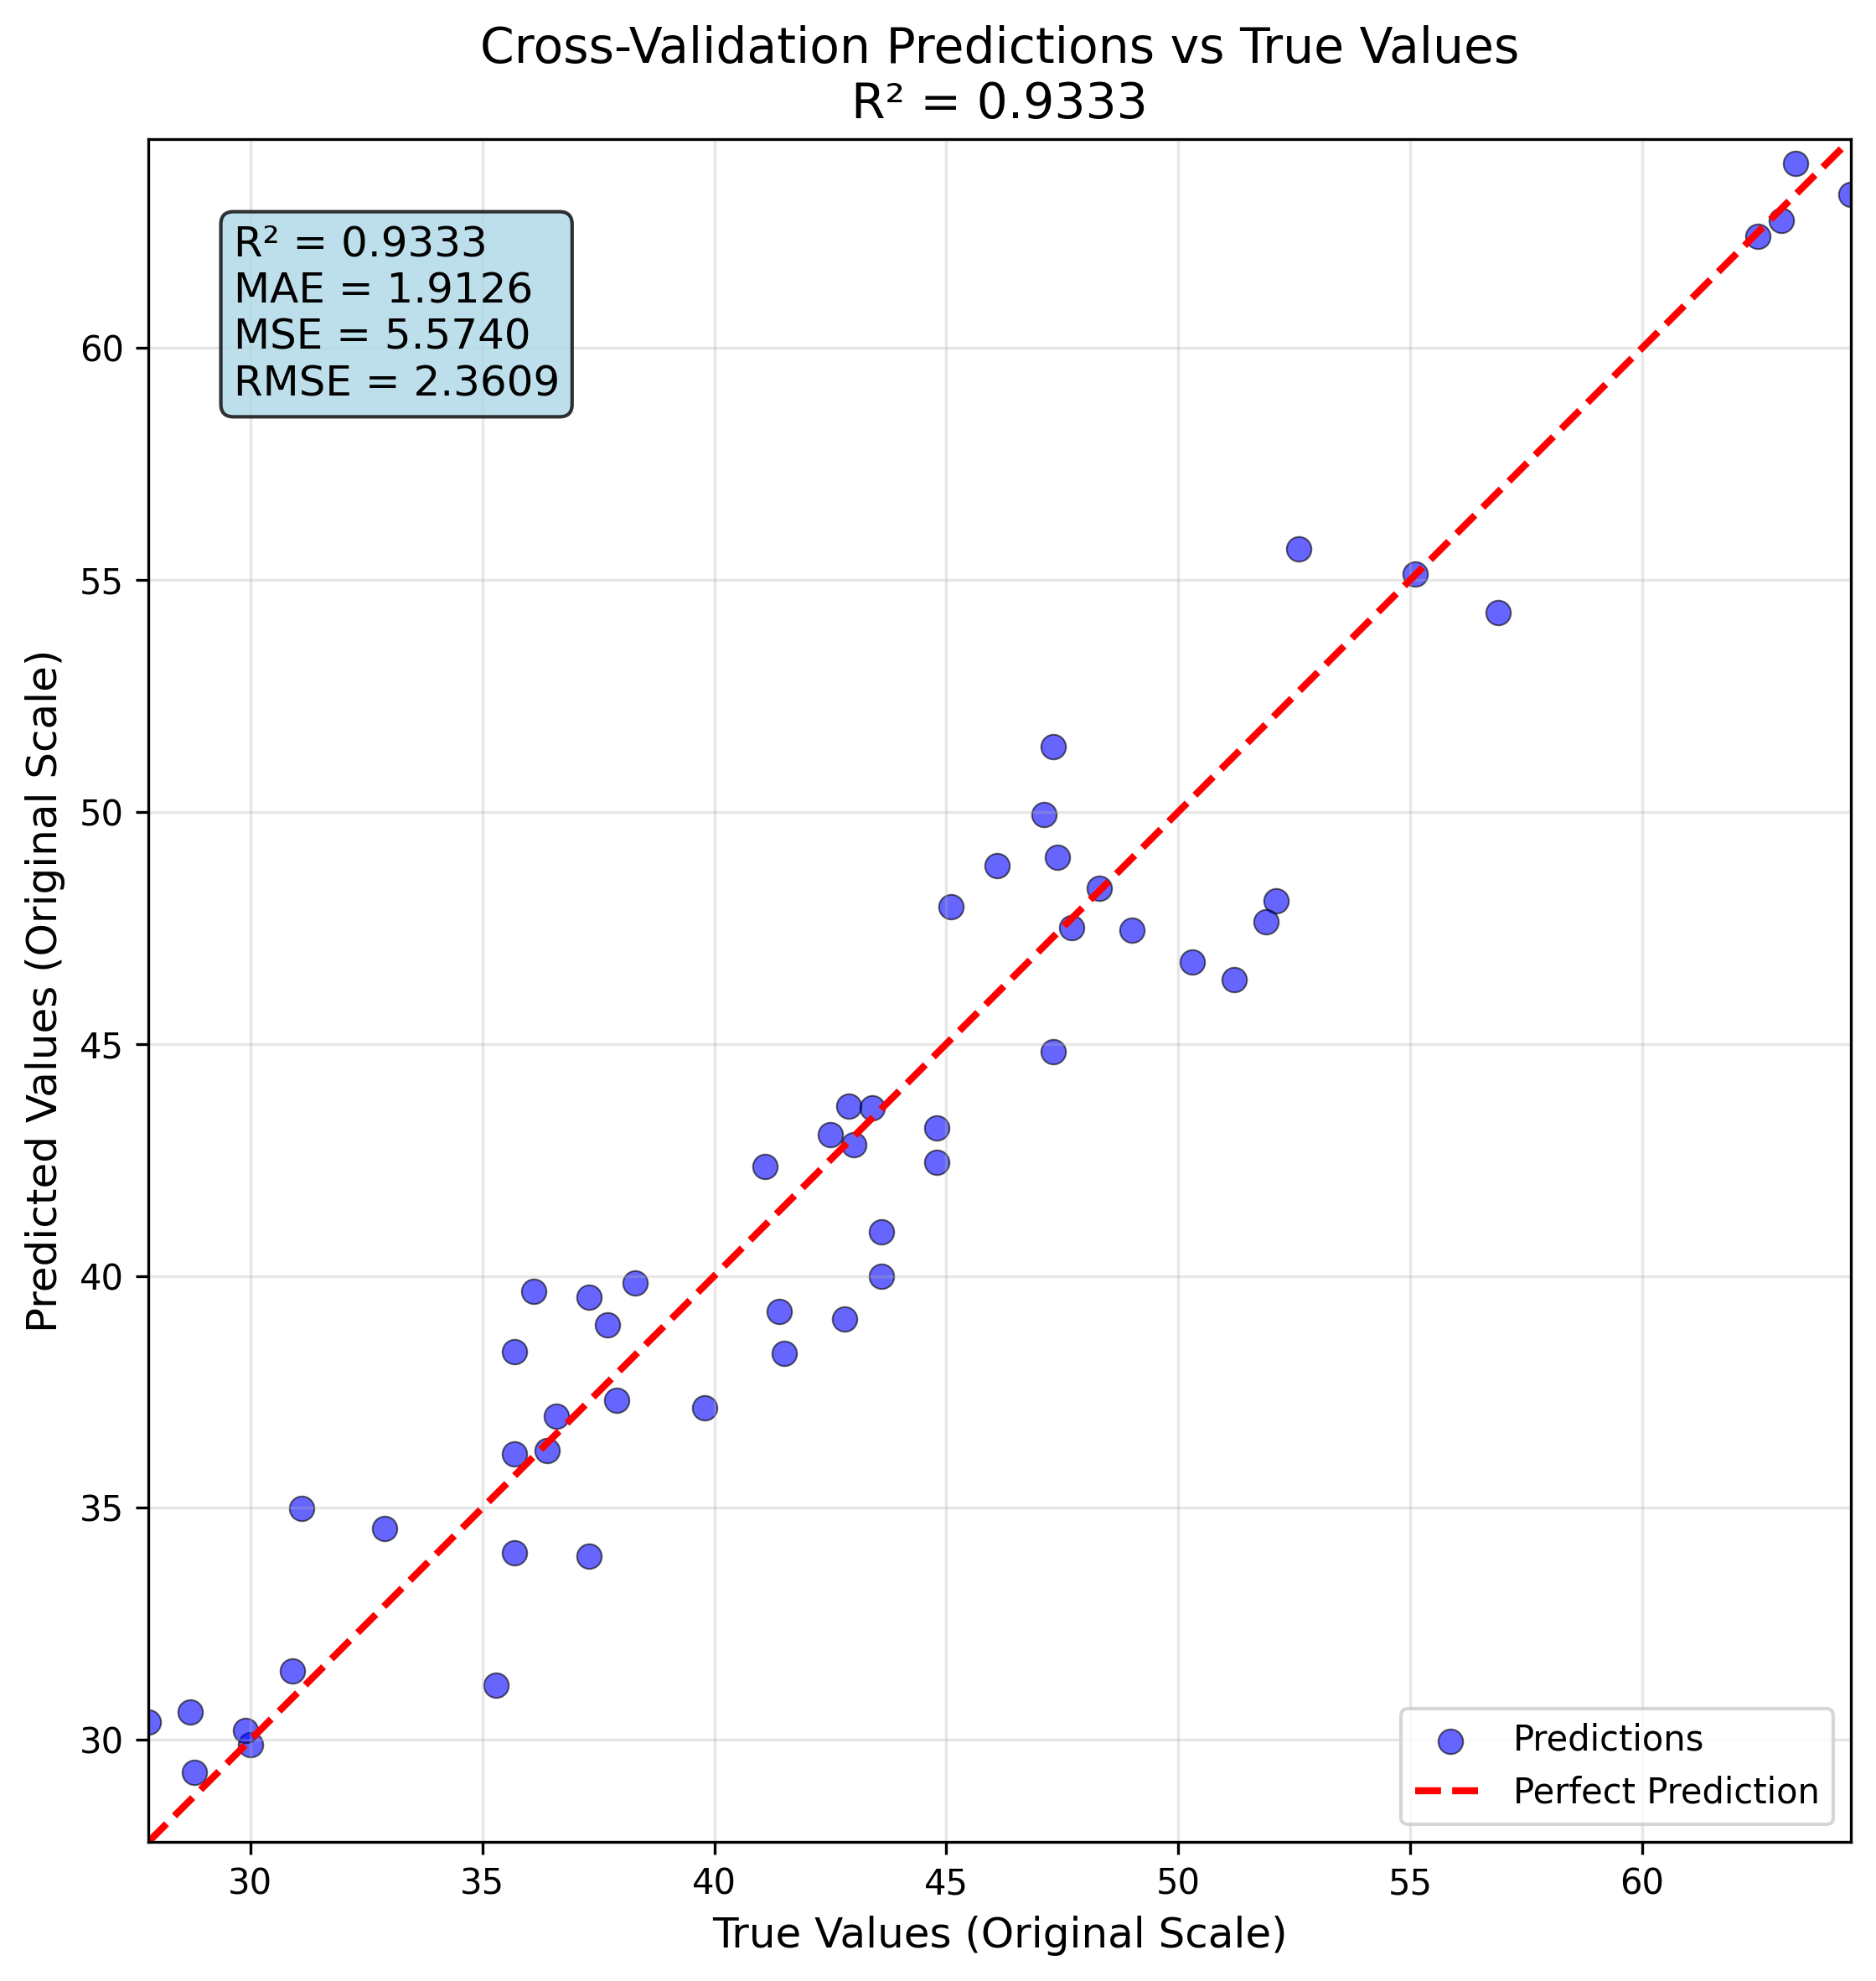 Cross-Validation Predictions vs True Values
R² = 0.9333
R² = 0.9333
MAE = 1.9126
MSE = 5.5740
RMSE = 2.3609
Predicted Values (Original Scale)
60
55
50
45
40
35
30
Predictions
Perfect Prediction
30 35 40 45 50 55 60
True Values (Original Scale)